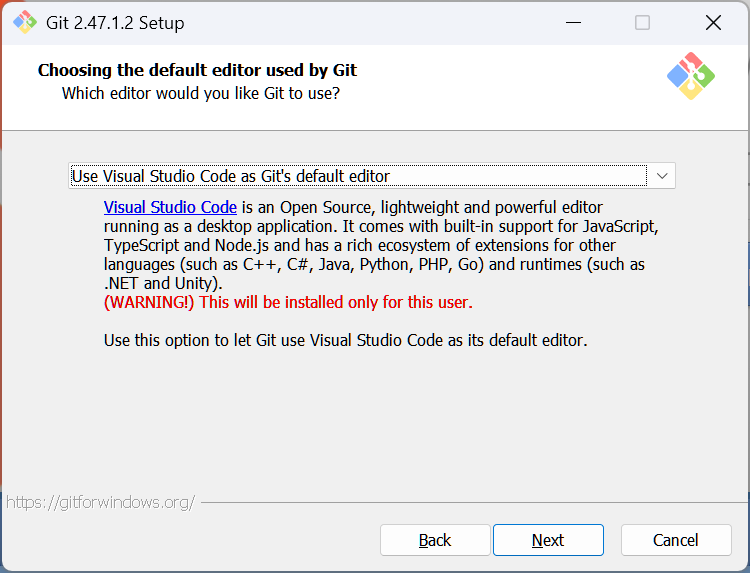 Git 2.47.1.2 Setup
Choosing the default editor used by Git
Which editor would you like Git to use?
Use Visual Studio Code as Git's default editor
Visual Studio Code is an Open Source, lightweight and powerful editor
running as a desktop application. It comes with built-in support for JavaScript,
TypeScript and Node.js and has a rich ecosystem of extensions for other
languages (such as C++, C#, Java, Python, PHP, Go) and runtimes (such as
.NET and Unity).
(WARNING!) This will be installed only for this user.
Use this option to let Git use Visual Studio Code as its default editor.
https://gitforwindows.org/
Back Next Cancel